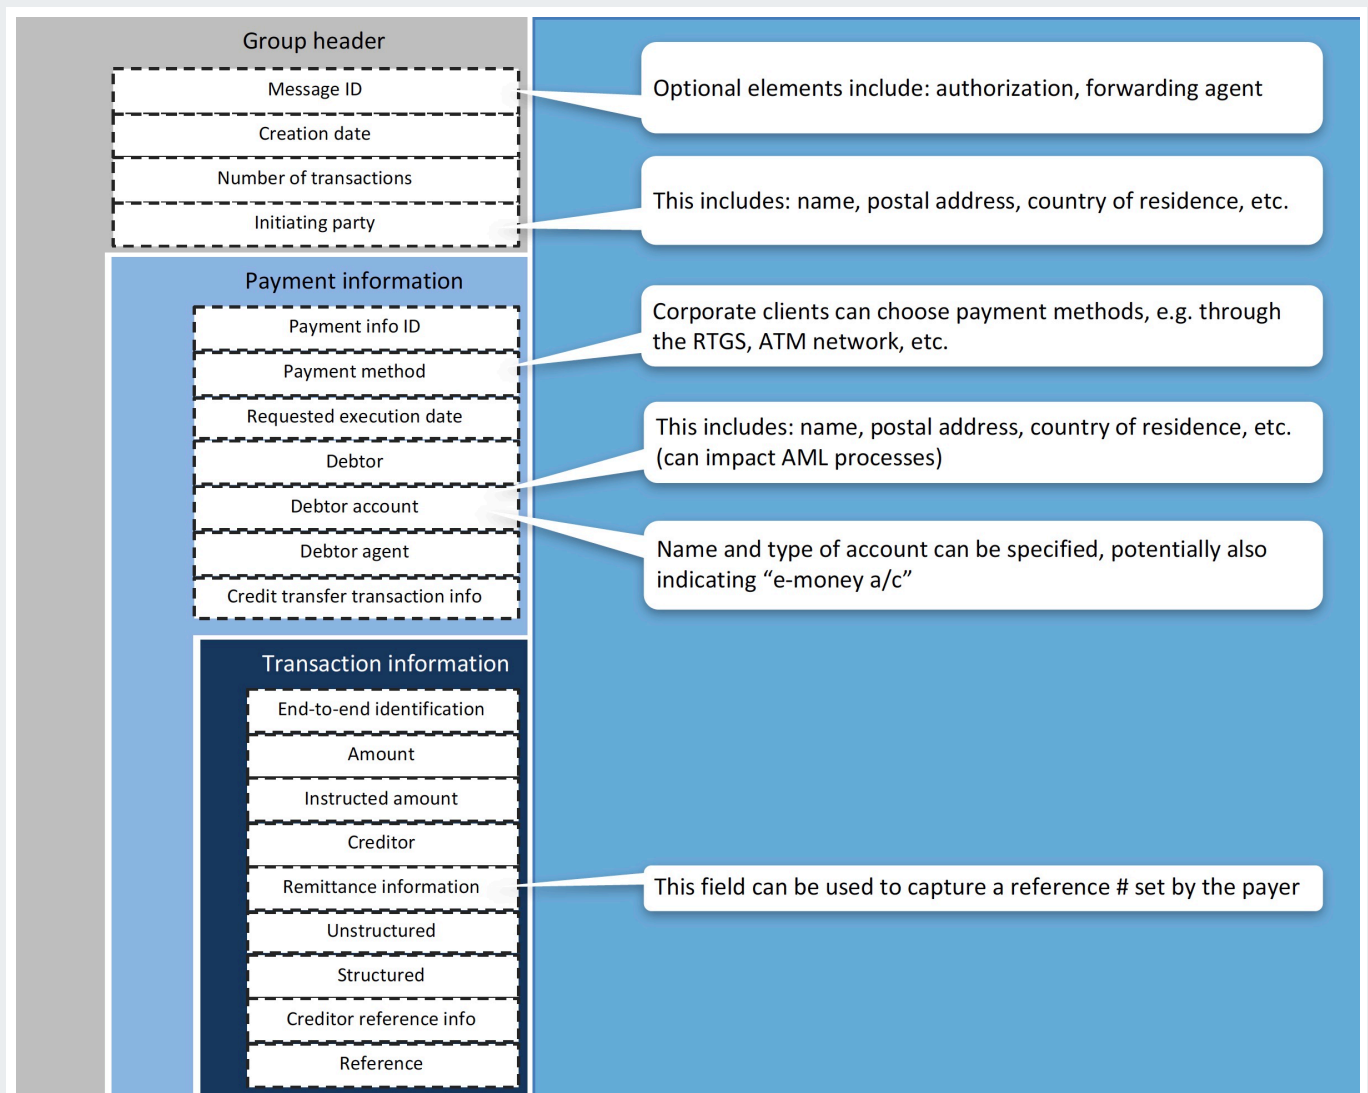 Group header
Message ID
Creation date
Number of transactions
Initiating party
Optional elements include: authorization, forwarding agent
This includes: name, postal address, country of residence, etc.
Payment information
Payment info ID
Payment method
Requested execution date
Debtor
Debtor account
Debtor agent
Credit transfer transaction info
Corporate clients can choose payment methods, e.g. through
the RTGS, ATM network, etc.
This includes: name, postal address, country of residence, etc.
(can impact AML processes)
Name and type of account can be specified, potentially also
indicating “e-money a/c”
Transaction information
End-to-end identification
Amount
Instructed amount
Creditor
Remittance information
Unstructured
Structured
Creditor reference info
Reference
This field can be used to capture a reference # set by the payer